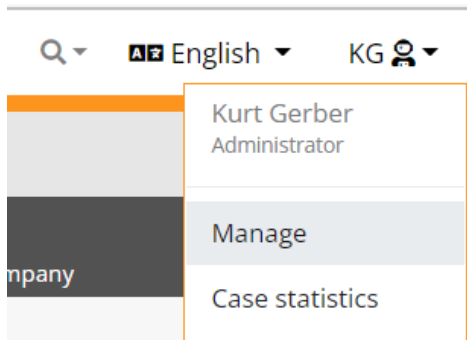 English KG
Kurt Gerber
Administrator
Manage
mpany
Case statistics